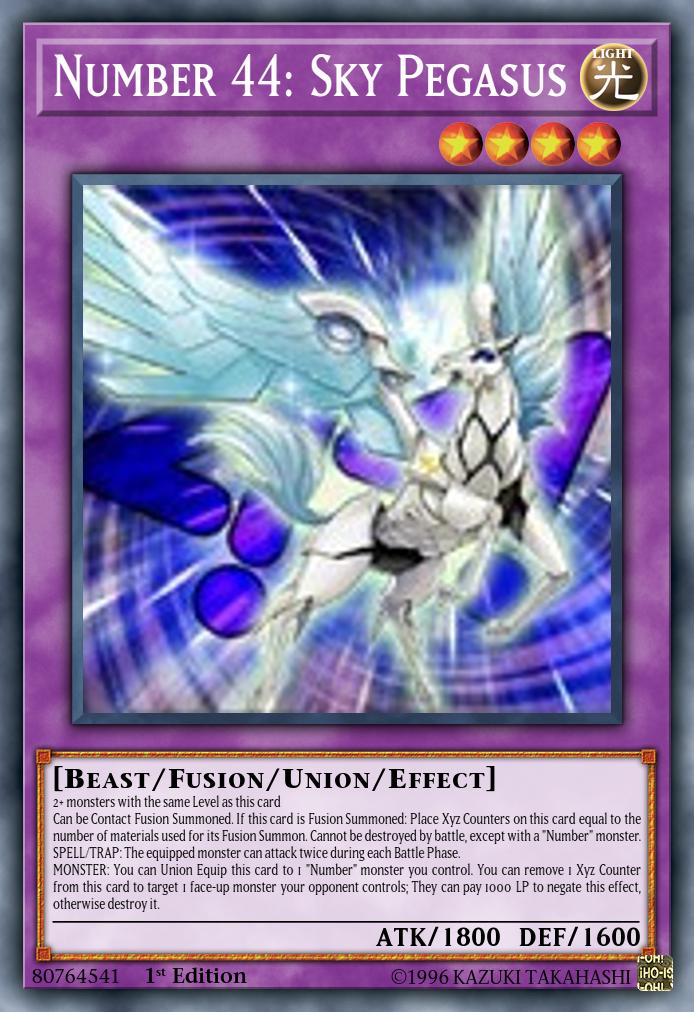 NUMBER 44: SKY PEGASUS
LIGHT
光
[BEAST/FUSION/UNION/EFFECT]
2+ monsters with the same Level as this card
Can be Contact Fusion Summoned. If this card is Fusion Summoned: Place Xyz Counters on this card equal to the
number of materials used for its Fusion Summon. Cannot be destroyed by battle, except with a "Number" monster.
SPELL/TRAP: The equipped monster can attack twice during each Battle Phase.
MONSTER: You can Union Equip this card to 1 "Number" monster you control. You can remove 1 Xyz Counter
from this card to target 1 face-up monster your opponent controls; They can pay 1000 LP to negate this effect,
otherwise destroy it.
ATK/1800 DEF/1600
80764541 1st Edition ©1996 KAZUKI TAKAHASHI